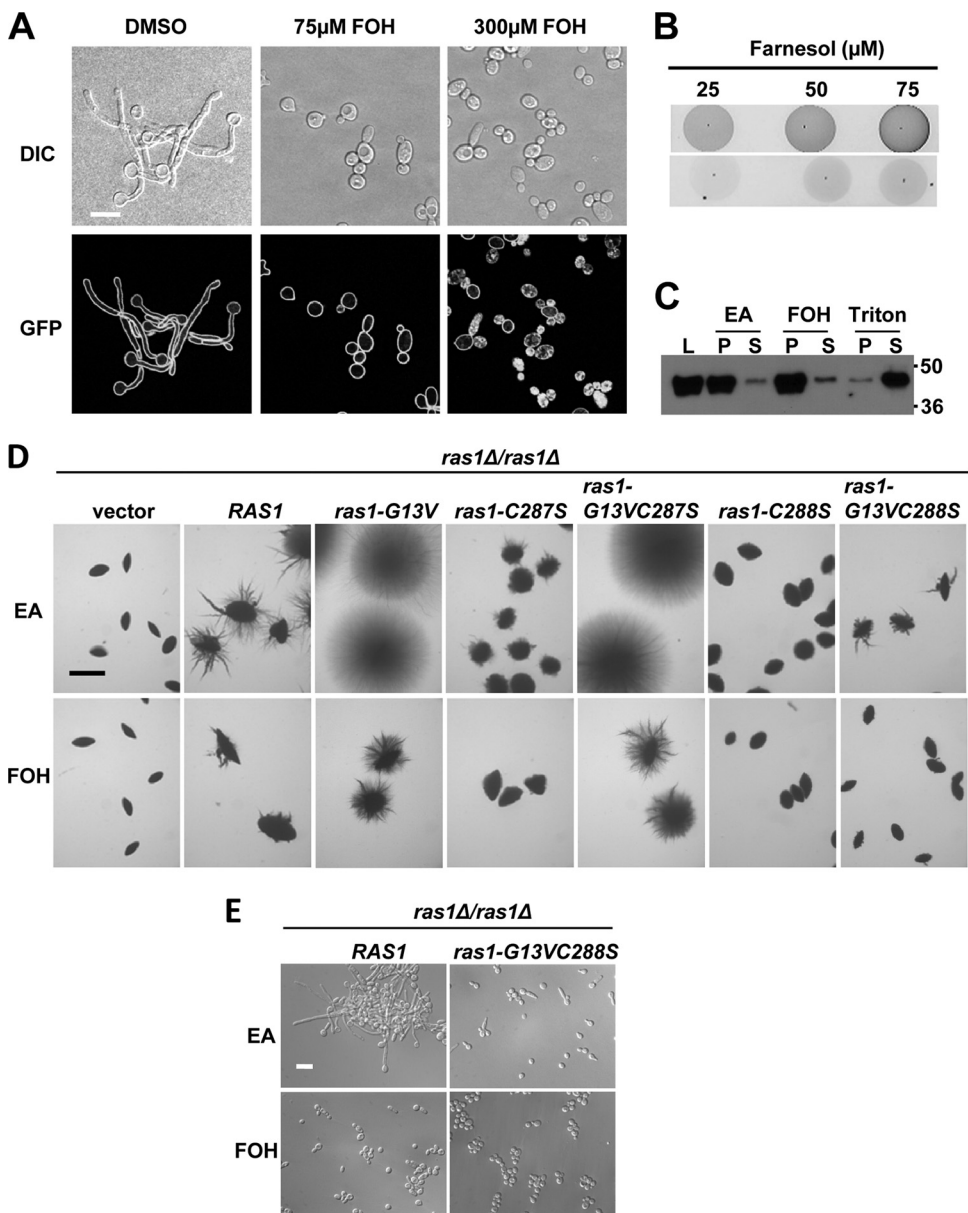 A
DMSO
75µM FOH
300µM FOH
DIC
GFP
B
Farnesol (µM)
25 50 75
C
EA FOH Triton
L P S P S P S
50
36
D
ras1Δ/ras1Δ
vector RAS1 ras1-G13V ras1-C287S ras1-G13VC287S ras1-C288S ras1-G13VC288S
EA
FOH
E
ras1Δ/ras1Δ
RAS1 ras1-G13VC288S
EA
FOH